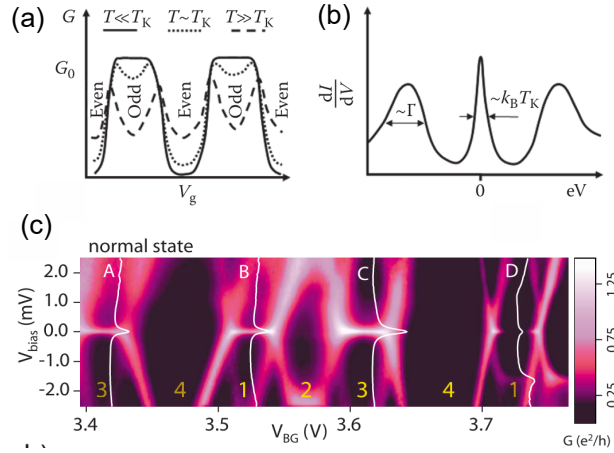 (a)
G
T≪T_K
T~T_K
T≫T_K
G_0
Even
Odd
Even
Odd
Even
V_g
(b)
dI
dV
~Γ
~k_BT_K
0
eV
(c)
normal state
A
B
C
D
V_bias (mV)
2.0
1.0
0.0
-1.0
-2.0
3
4
1
2
3
4
1
3.4
3.5
3.6
3.7
V_BG (V)
1.25
0.75
0.25
G (e²/h)